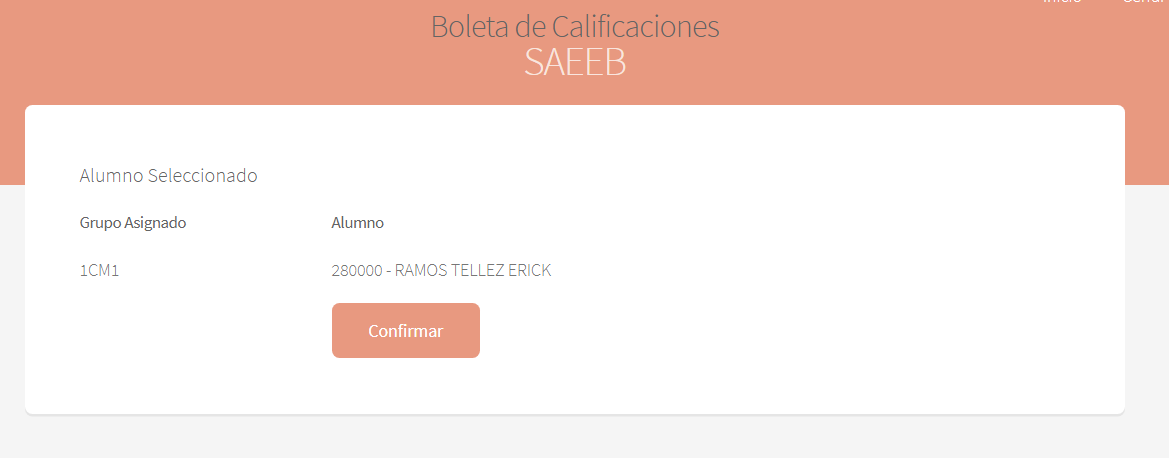 Boleta de Calificaciones
SAEEB
Alumno Seleccionado
Grupo Asignado Alumno
1CM1 280000 - RAMOS TELLEZ ERICK
Confirmar